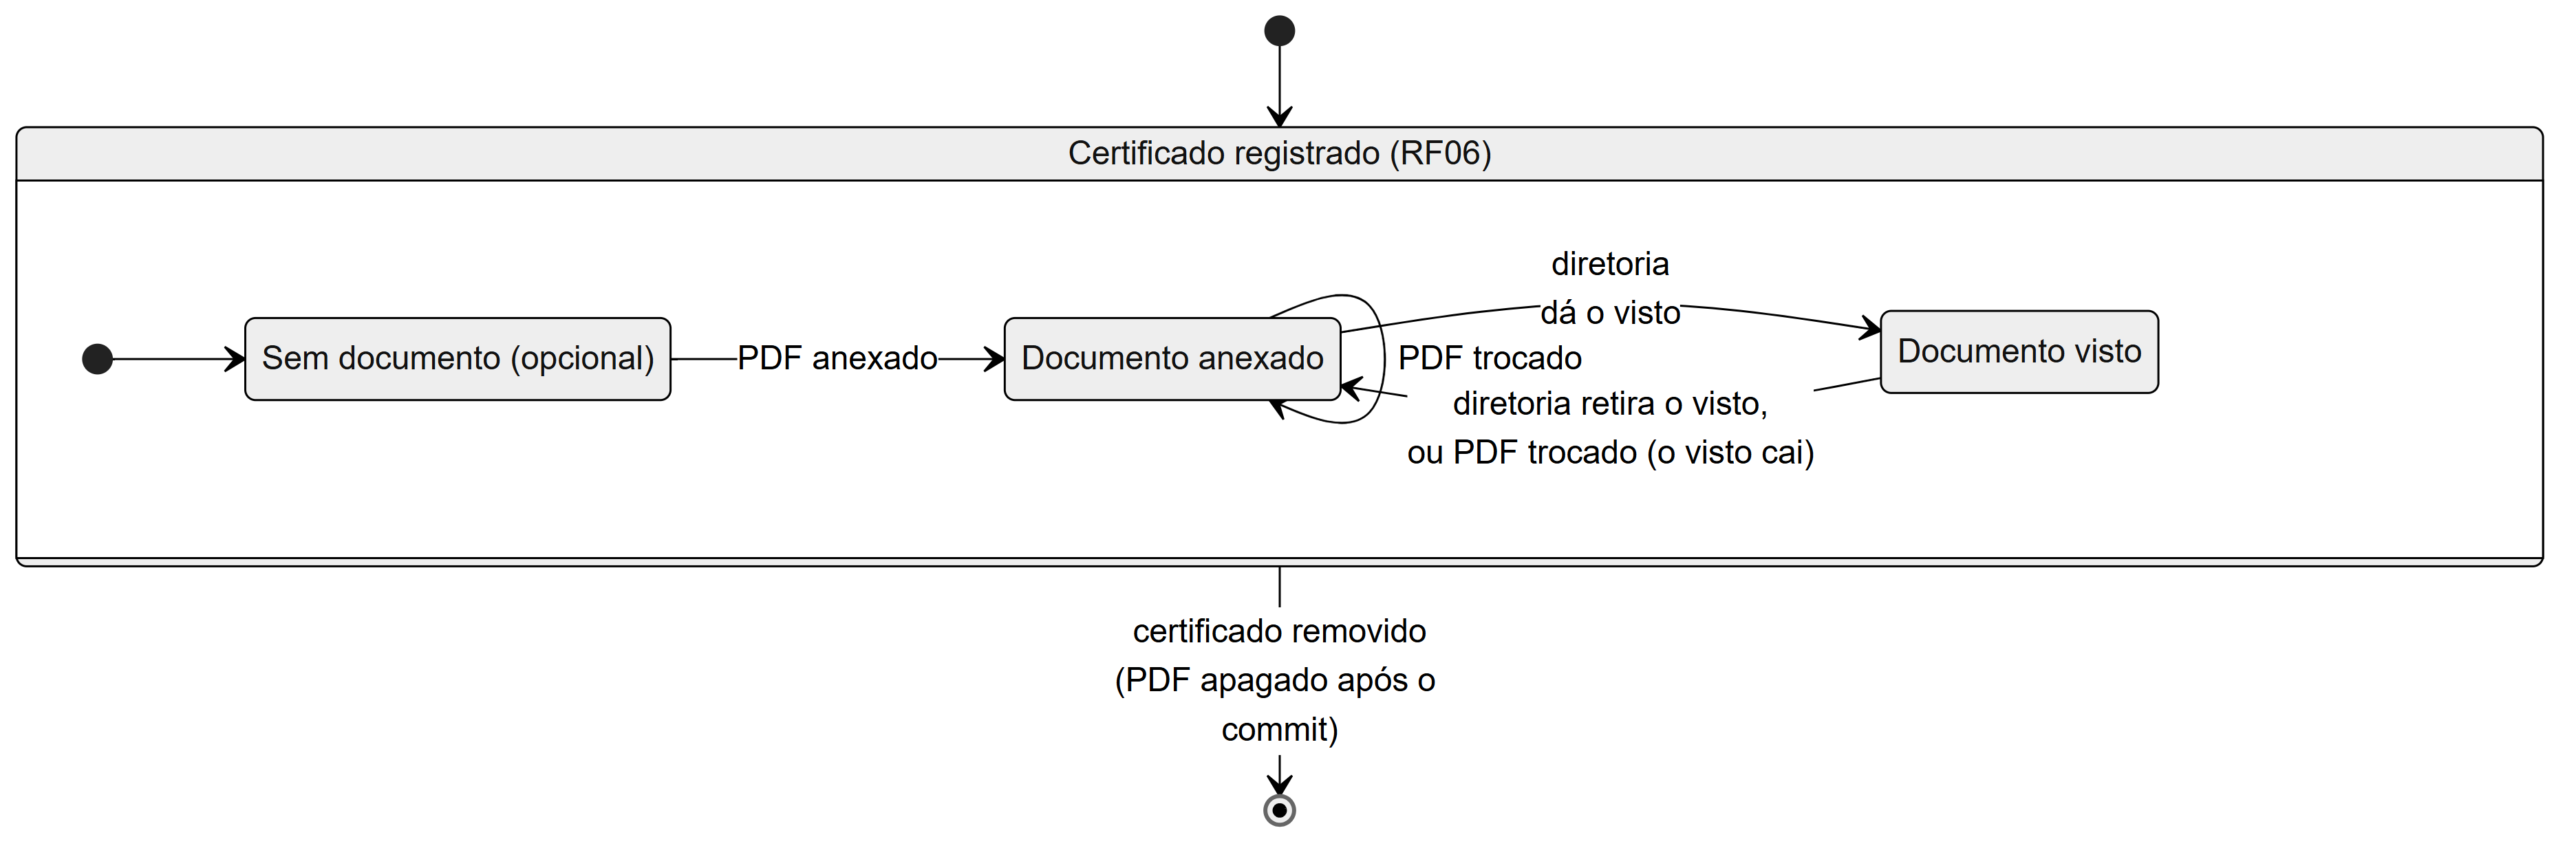 Certificado registrado (RF06)
diretoria
dá o visto
Sem documento (opcional)
PDF anexado
Documento anexado
PDF trocado
Documento visto
diretoria retira o visto,
ou PDF trocado (o visto cai)
certificado removido
(PDF apagado após o
commit)